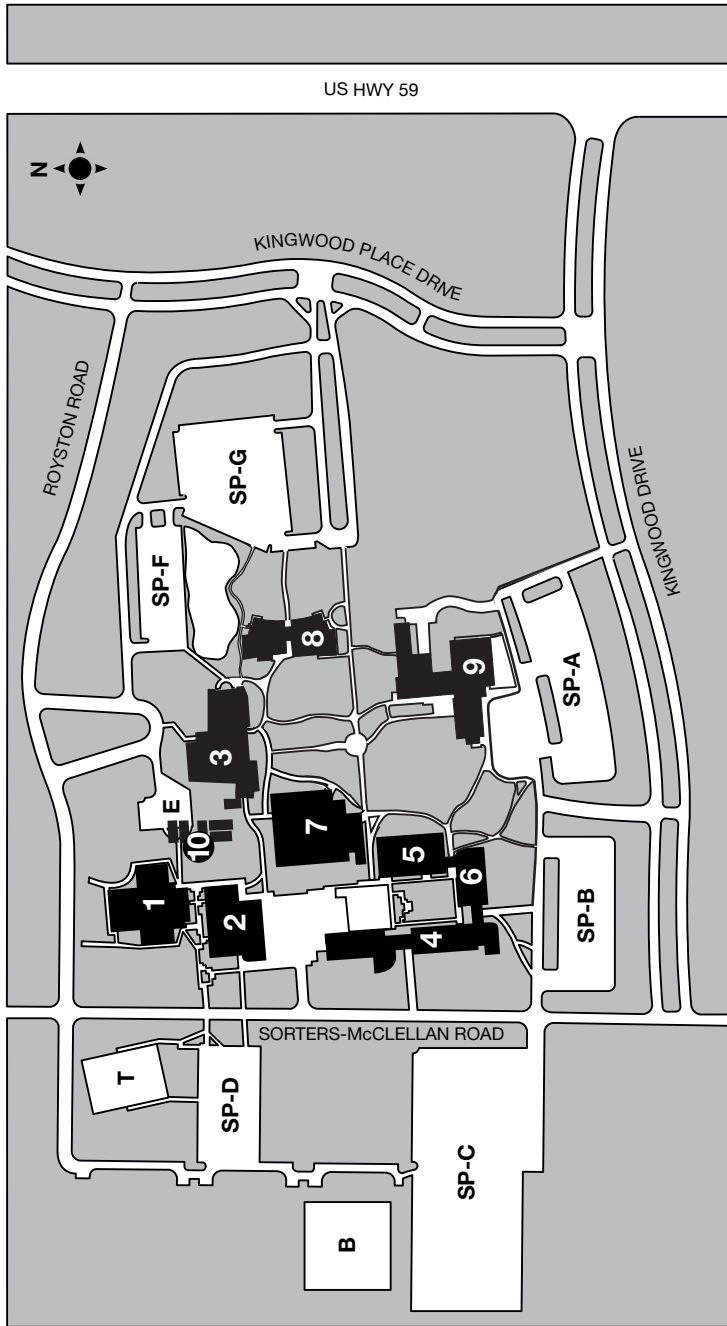 US HWY 59
N
KINGWOOD PLACE DRIVE
ROYSTON ROAD
SP-G
KINGWOOD DRIVE
SP-F
8
9
SP-A
3
E
7
10
5
1
6
2
SP-B
4
SORTERS-McCLELLAN ROAD
T
SP-D
SP-C
B